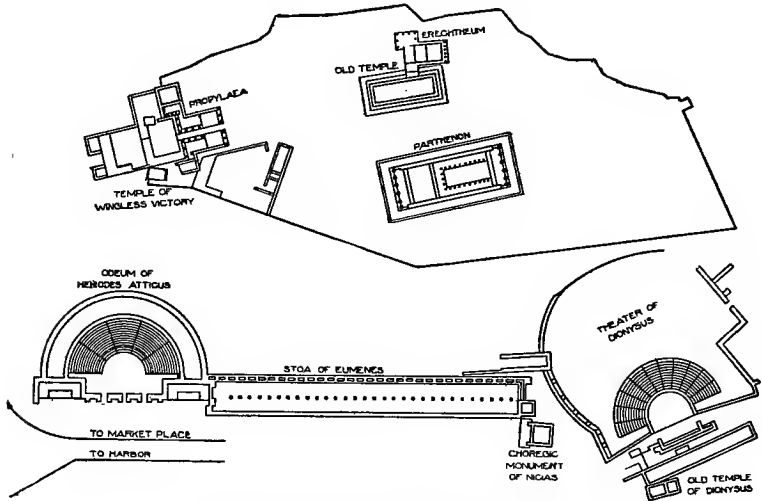 ERECHTHEUM
OLD TEMPLE
PROPYLAEA
PARTHENON
TEMPLE OF
WINGLESS VICTORY
ODEUM OF
HERODES ATTICUS
THEATER OF
DIONYSUS
STOA OF EUMENES
TO MARKET PLACE
TO HARBOR
CHOREGIC
MONUMENT
OF NICIAS
OLD TEMPLE
OF DIONYSUS